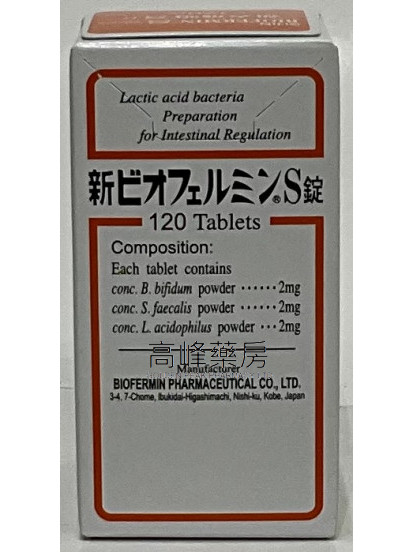 Lactic acid bacteria
Preparation
for Intestinal Regulation
新ビオフェルミン®S錠
120 Tablets
Composition:
Each tablet contains
conc. B. bifidum powder ······ 2mg
conc. S. faecalis powder ······ 2mg
conc. L. acidophilus powder ··· 2mg
高峰藥房
Manufacturer
BIOFERMIN PHARMACEUTICAL CO., LTD.
3-4, 7-Chome, Ibukidai-Higashimachi, Nishi-ku, Kobe, Japan